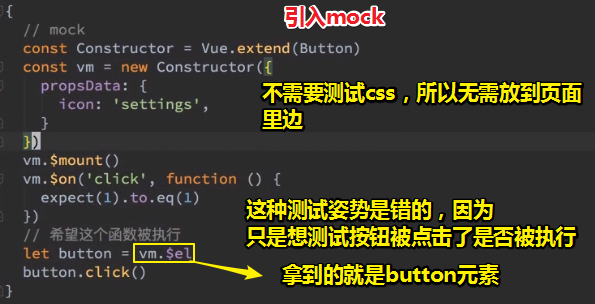 引入mock
{
// mock
const Constructor = Vue.extend(Button)
const vm = new Constructor({
propsData: {
icon: 'settings',
}
})
不需要测试css，所以无需放到页面
里边
vm.$mount()
vm.$on('click', function () {
expect(1).to.eq(1)
})
这种测试姿势是错的，因为
只是想测试按钮被点击了是否被执行
// 希望这个函数被执行
let button = vm.$el
button.click()
拿到的就是button元素
}